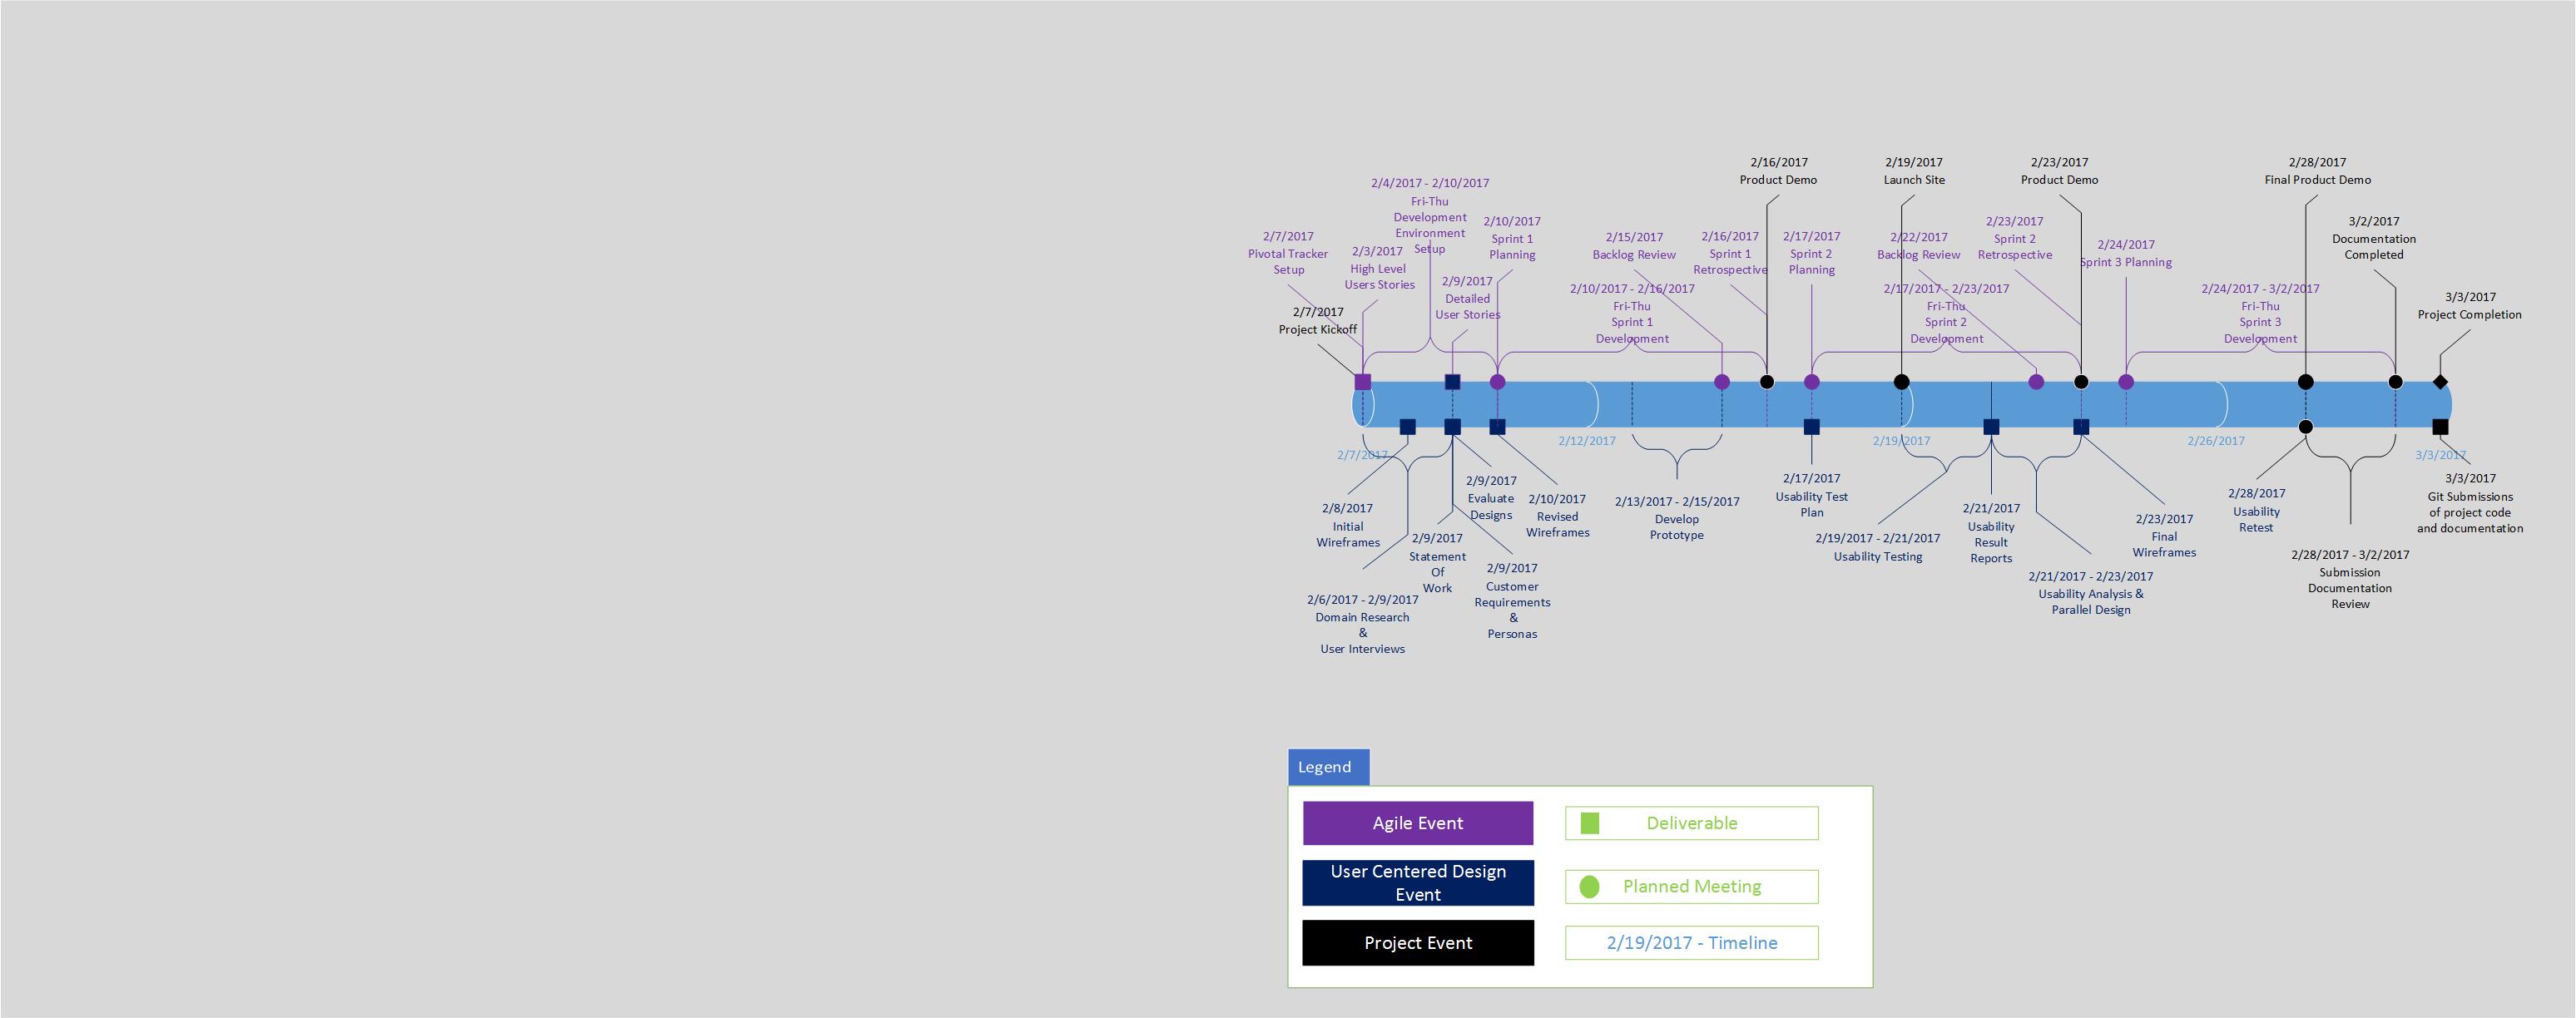 2/16/2017
Product Demo
2/19/2017
Launch Site
2/23/2017
Product Demo
2/28/2017
Final Product Demo
2/4/2017 - 2/10/2017
Fri-Thu
Development
Environment
Setup
2/10/2017
Sprint 1
Planning
2/7/2017
Pivotal Tracker
Setup
2/3/2017
High Level
Users Stories
2/9/2017
Detailed
User Stories
2/15/2017
Backlog Review
2/16/2017
Sprint 1
Retrospective
2/17/2017
Sprint 2
Planning
2/22/2017
Backlog Review
2/23/2017
Sprint 2
Retrospective
2/24/2017
Sprint 3 Planning
3/2/2017
Documentation
Completed
2/7/2017
Project Kickoff
2/10/2017 - 2/16/2017
Fri-Thu
Sprint 1
Development
2/17/2017 - 2/23/2017
Fri-Thu
Sprint 2
Development
2/24/2017 - 3/2/2017
Fri-Thu
Sprint 3
Development
3/3/2017
Project Completion
2/7/2017
2/12/2017
2/19/2017
2/26/2017
3/3/2017
2/8/2017
Initial
Wireframes
2/6/2017 - 2/9/2017
Domain Research
&
User Interviews
2/9/2017
Statement
Of
Work
2/9/2017
Evaluate
Designs
2/9/2017
Customer
Requirements
&
Personas
2/10/2017
Revised
Wireframes
2/13/2017 - 2/15/2017
Develop
Prototype
2/17/2017
Usability Test
Plan
2/19/2017 - 2/21/2017
Usability Testing
2/21/2017
Usability
Result
Reports
2/21/2017 - 2/23/2017
Usability Analysis &
Parallel Design
2/23/2017
Final
Wireframes
2/28/2017
Usability
Retest
2/28/2017 - 3/2/2017
Submission
Documentation
Review
3/3/2017
Git Submissions
of project code
and documentation
Legend
Agile Event
Deliverable
User Centered Design
Event
Planned Meeting
Project Event
2/19/2017 - Timeline